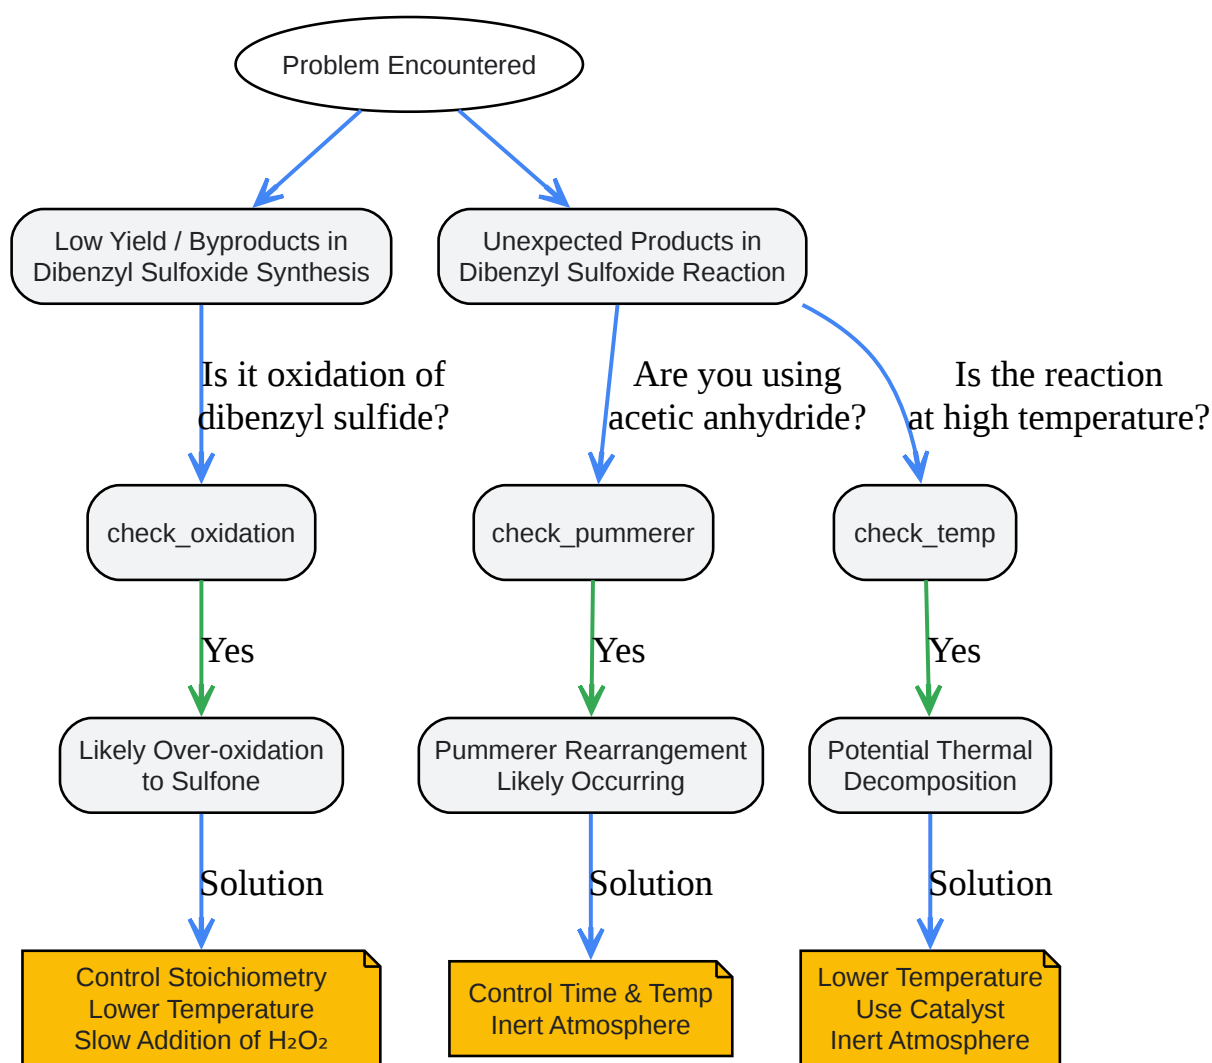 Problem Encountered
Low Yield / Byproducts in
Dibenzyl Sulfoxide Synthesis
Unexpected Products in
Dibenzyl Sulfoxide Reaction
Is it oxidation of
dibenzyl sulfide?
Are you using
acetic anhydride?
Is the reaction
at high temperature?
check_oxidation
check_pummerer
check_temp
Yes
Yes
Yes
Likely Over-oxidation
to Sulfone
Pummerer Rearrangement
Likely Occurring
Potential Thermal
Decomposition
Solution
Solution
Solution
Control Stoichiometry
Lower Temperature
Slow Addition of H₂O₂
Control Time & Temp
Inert Atmosphere
Lower Temperature
Use Catalyst
Inert Atmosphere